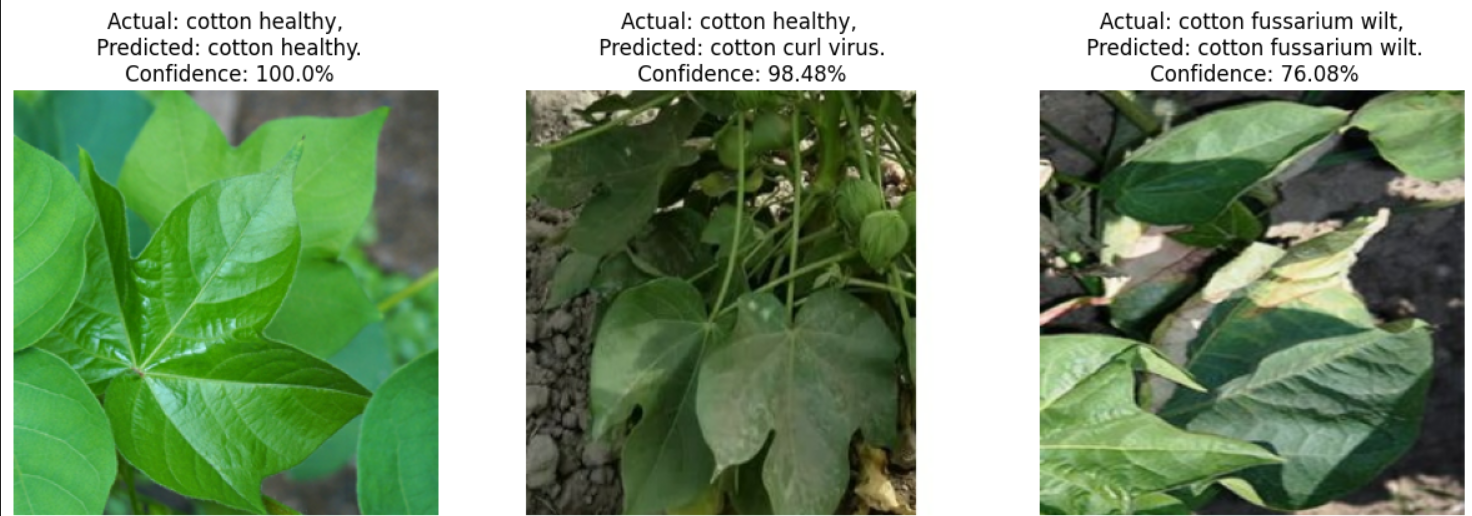 Actual: cotton healthy,
Predicted: cotton healthy.
Confidence: 100.0%
Actual: cotton healthy,
Predicted: cotton curl virus.
Confidence: 98.48%
Actual: cotton fussarium wilt,
Predicted: cotton fussarium wilt.
Confidence: 76.08%